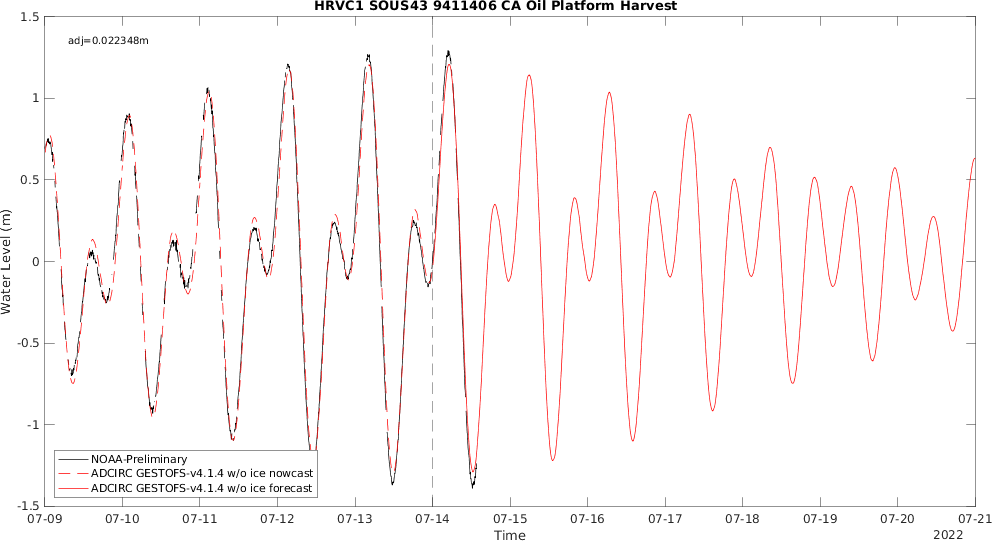 HRVC1 SOUS43 9411406 CA Oil Platform Harvest
adj=0.022348m
1.5
1
0.5
0
-0.5
-1
-1.5
Water Level (m)
NOAA-Preliminary
ADCIRC GESTOFS-v4.1.4 w/o ice nowcast
ADCIRC GESTOFS-v4.1.4 w/o ice forecast
07-09 07-10 07-11 07-12 07-13 07-14 07-15 07-16 07-17 07-18 07-19 07-20 07-21
Time
2022